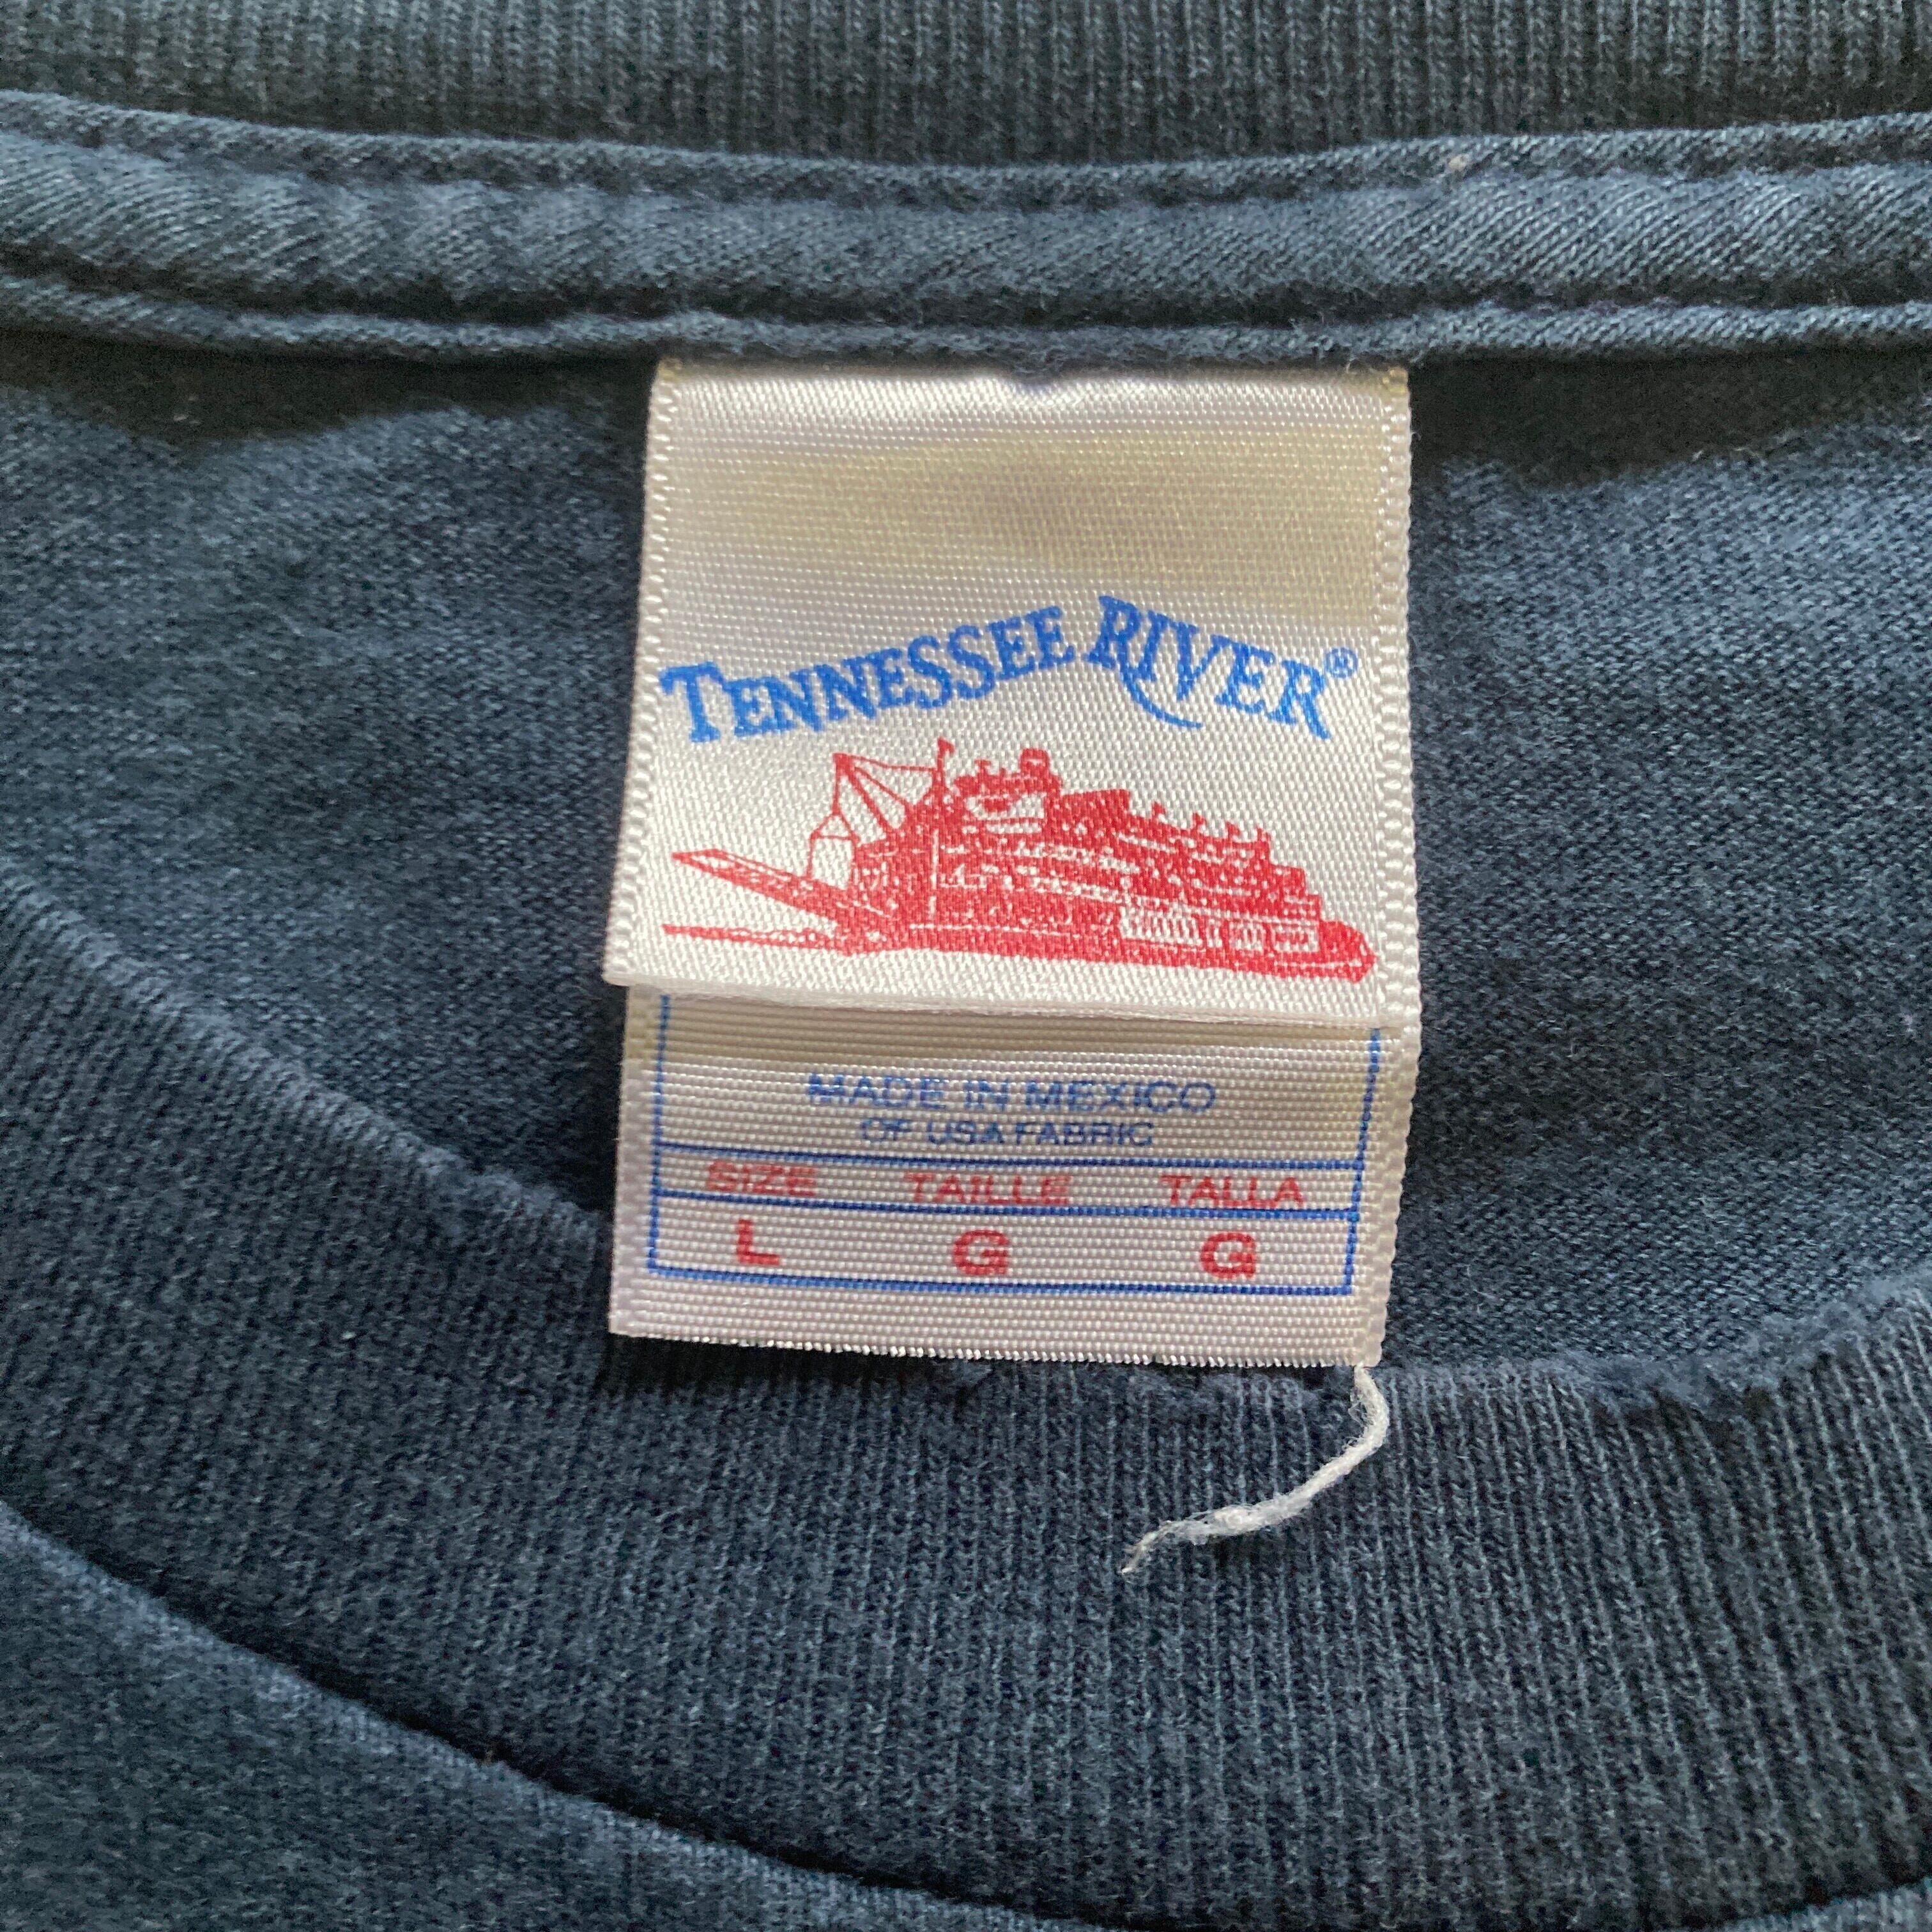 TENNESSEE RIVER®
MADE IN MEXICO
OF USA FABRIC
SIZE TAILLE TALLA
L G G